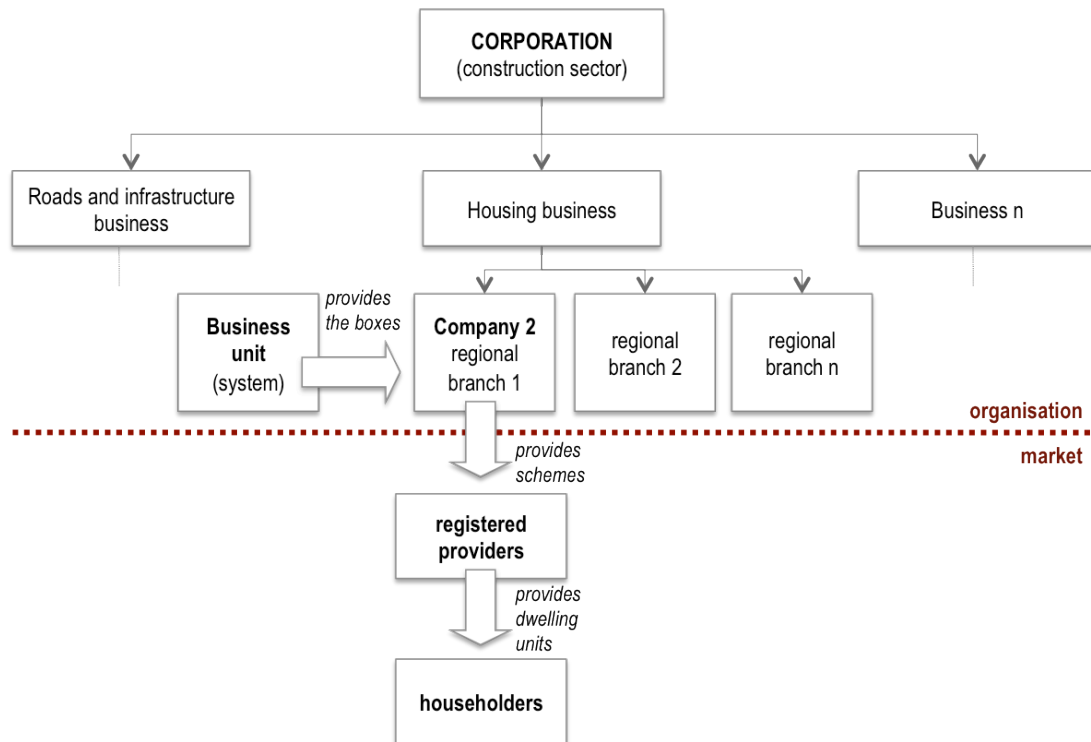 CORPORATION
(construction sector)
Roads and infrastructure
business
Housing business
Business n
Business
unit
(system)
provides
the boxes
Company 2
regional
branch 1
regional
branch 2
regional
branch n
organisation
market
provides
schemes
registered
providers
provides
dwelling
units
householders